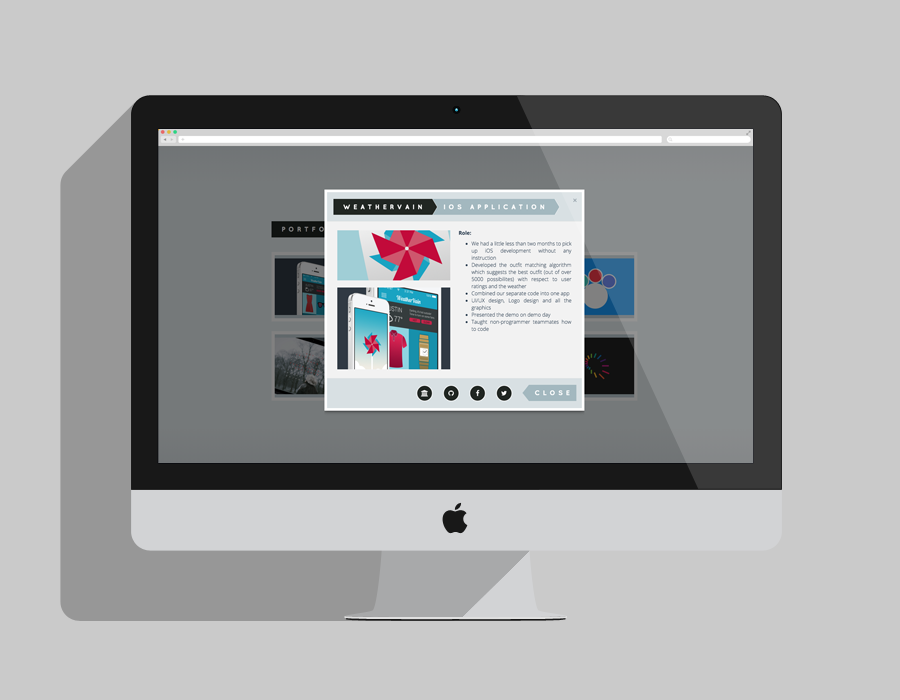 WEATHERVAIN IOS APPLICATION
×
PORTFO
Role:
• We had a little less than two months to pick
up iOS development without any
instruction
• Developed the outfit matching algorithm
which suggests the best outfit (out of over
5000 possibilities) with respect to user
ratings and the weather
• Combined our separate code into one app
• UI/UX design, Logo design and all the
graphics
• Presented the demo on demo day
• Taught non-programmer teammates how
to code
WeatherVain
STIN
77°
CLOSE